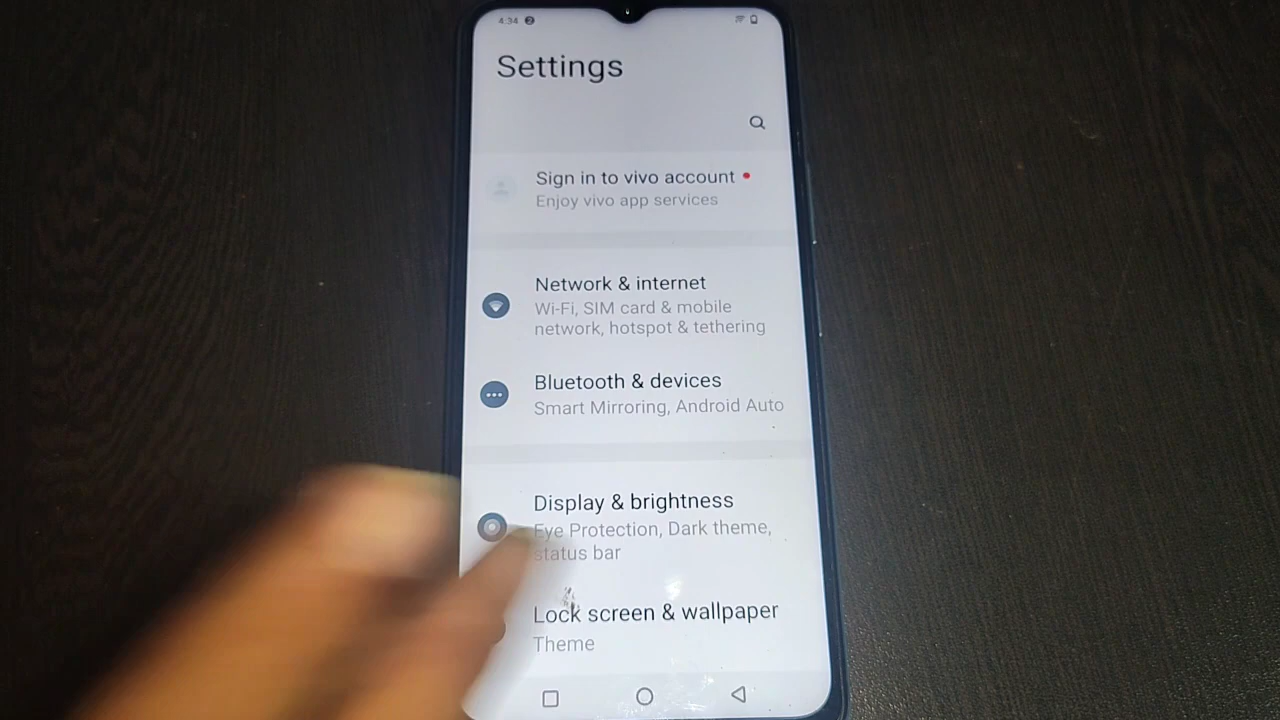 4:34
Settings
Sign in to vivo account
Enjoy vivo app services
Network & internet
Wi-Fi, SIM card & mobile
network, hotspot & tethering
Bluetooth & devices
Smart Mirroring, Android Auto
Display & brightness
Eye Protection, Dark theme,
status bar
Lock screen & wallpaper
Theme